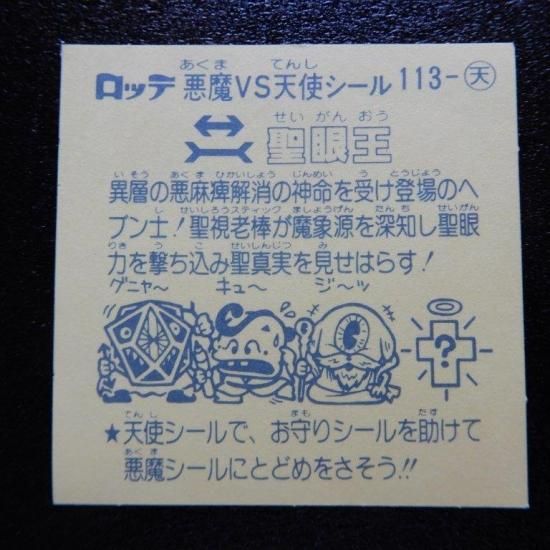 ロッテ 悪魔VS天使シール 113-天
あくま てんし
聖眼王
せい がん おう
異層の悪麻痺解消の神命を受け登場のヘ
いそう あくま ひかいしょう じんめい う とうじょう
ブン士!聖視老棒が魔象源を深知し聖眼
し せいしろうスティック ましょうげん たんち せいがん
力を撃ち込み聖真実を見せはらす!
りき う こ せいしんじつ み
グニャ〜 キュ〜 ジ〜ッ
?
★天使シールで、お守りシールを助けて
てんし まも たす
悪魔シールにとどめをさそう!!
あくま